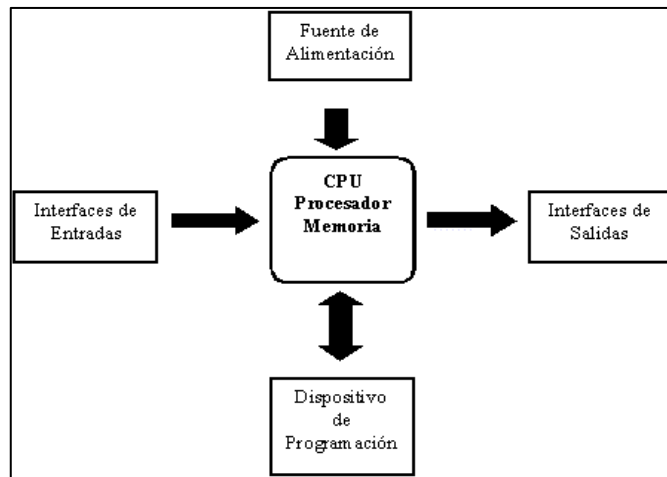 Fuente de
Alimentación
CPU
Procesador
Memoria
Interfaces de
Entradas
Interfaces de
Salidas
Dispositivo
de
Programación